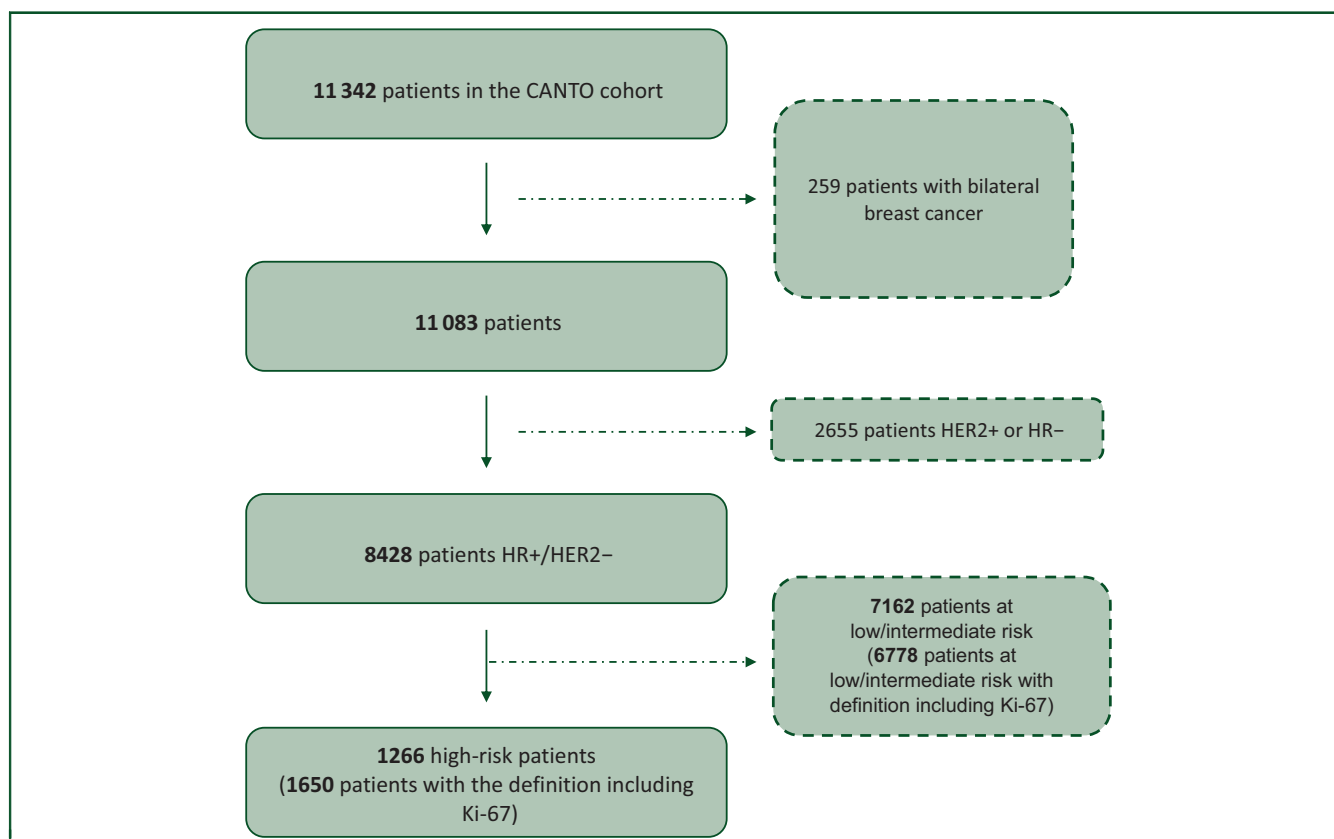 11 342 patients in the CANTO cohort
259 patients with bilateral
breast cancer
11 083 patients
2655 patients HER2+ or HR−
8428 patients HR+/HER2−
7162 patients at
low/intermediate risk
(6778 patients at
low/intermediate risk with
definition including Ki-67)
1266 high-risk patients
(1650 patients with the definition including
Ki-67)